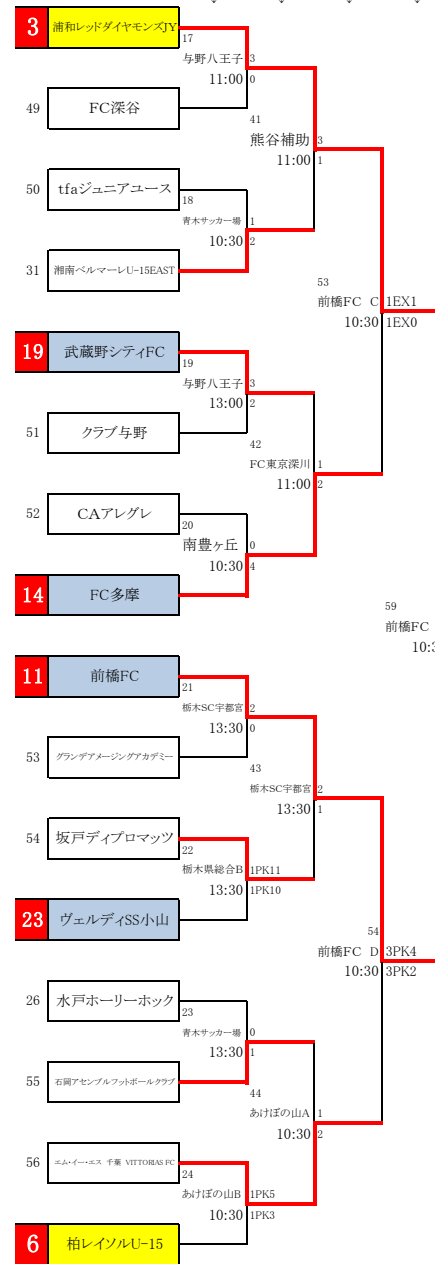 3 浦和レッドダイヤモンズJY
17
与野八王子 3
11:00 0
49 FC深谷
41
熊谷補助 3
11:00 1
50 tfaジュニアユース
18
青木サッカー場 1
10:30 2
31 湘南ベルマーレU-15EAST
53
前橋FC C 1EX1
10:30 1EX0
19 武蔵野シティFC
19
与野八王子 3
13:00 2
51 クラブ与野
42
FC東京深川 1
11:00 2
52 CAアレグレ
20
南豊ヶ丘 0
10:30 4
14 FC多摩
59
前橋FC
10:3
11 前橋FC
21
栃木SC宇都宮 2
13:30 0
53 グランデアメージングアカデミー
43
栃木SC宇都宮 2
13:30 1
54 坂戸ディプロマッツ
22
栃木県総合B 1PK11
13:30 1PK10
23 ヴェルディSS小山
54
前橋FC D 3PK4
10:30 3PK2
26 水戸ホーリーホック
23
青木サッカー場 0
13:30 1
55 石岡アセンブルフットボールクラブ
44
あけぼの山A 1
10:30 2
56 エム・イー・エス 千葉 VITTORIAS FC
24
あけぼの山B 1PK5
10:30 1PK3
6 柏レイソルU-15